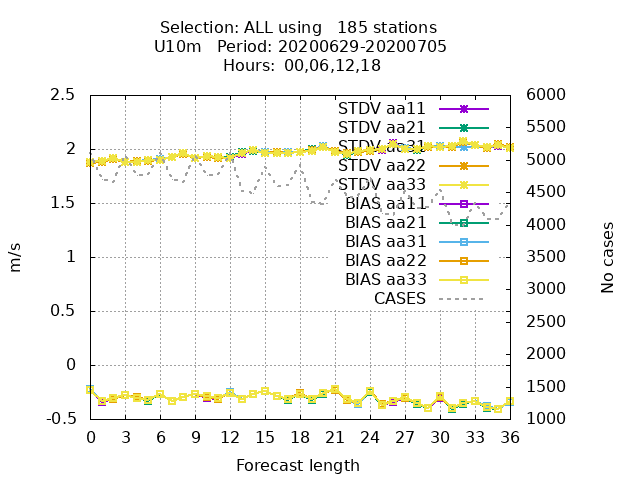 Selection: ALL using   185 stations
U10m   Period: 20200629-20200705
Hours:  00,06,12,18
2.5
2
1.5
1
0.5
0
-0.5
m/s
STDV aa11
STDV aa21
STDV aa31
STDV aa22
STDV aa33
BIAS aa11
BIAS aa21
BIAS aa31
BIAS aa22
BIAS aa33
CASES
6000
5500
5000
4500
4000
3500
3000
2500
2000
1500
1000
No cases
0 3 6 9 12 15 18 21 24 27 30 33 36
Forecast length